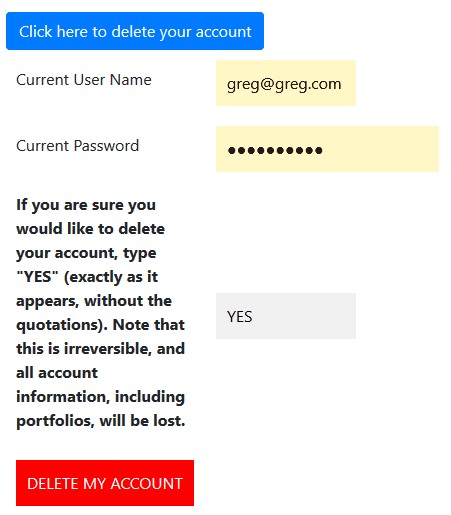 Click here to delete your account
Current User Name
greg@greg.com
Current Password
●●●●●●●●●●
If you are sure you
would like to delete
your account, type
"YES" (exactly as it
appears, without the
quotations). Note that
this is irreversible, and
all account
information, including
portfolios, will be lost.
YES
DELETE MY ACCOUNT